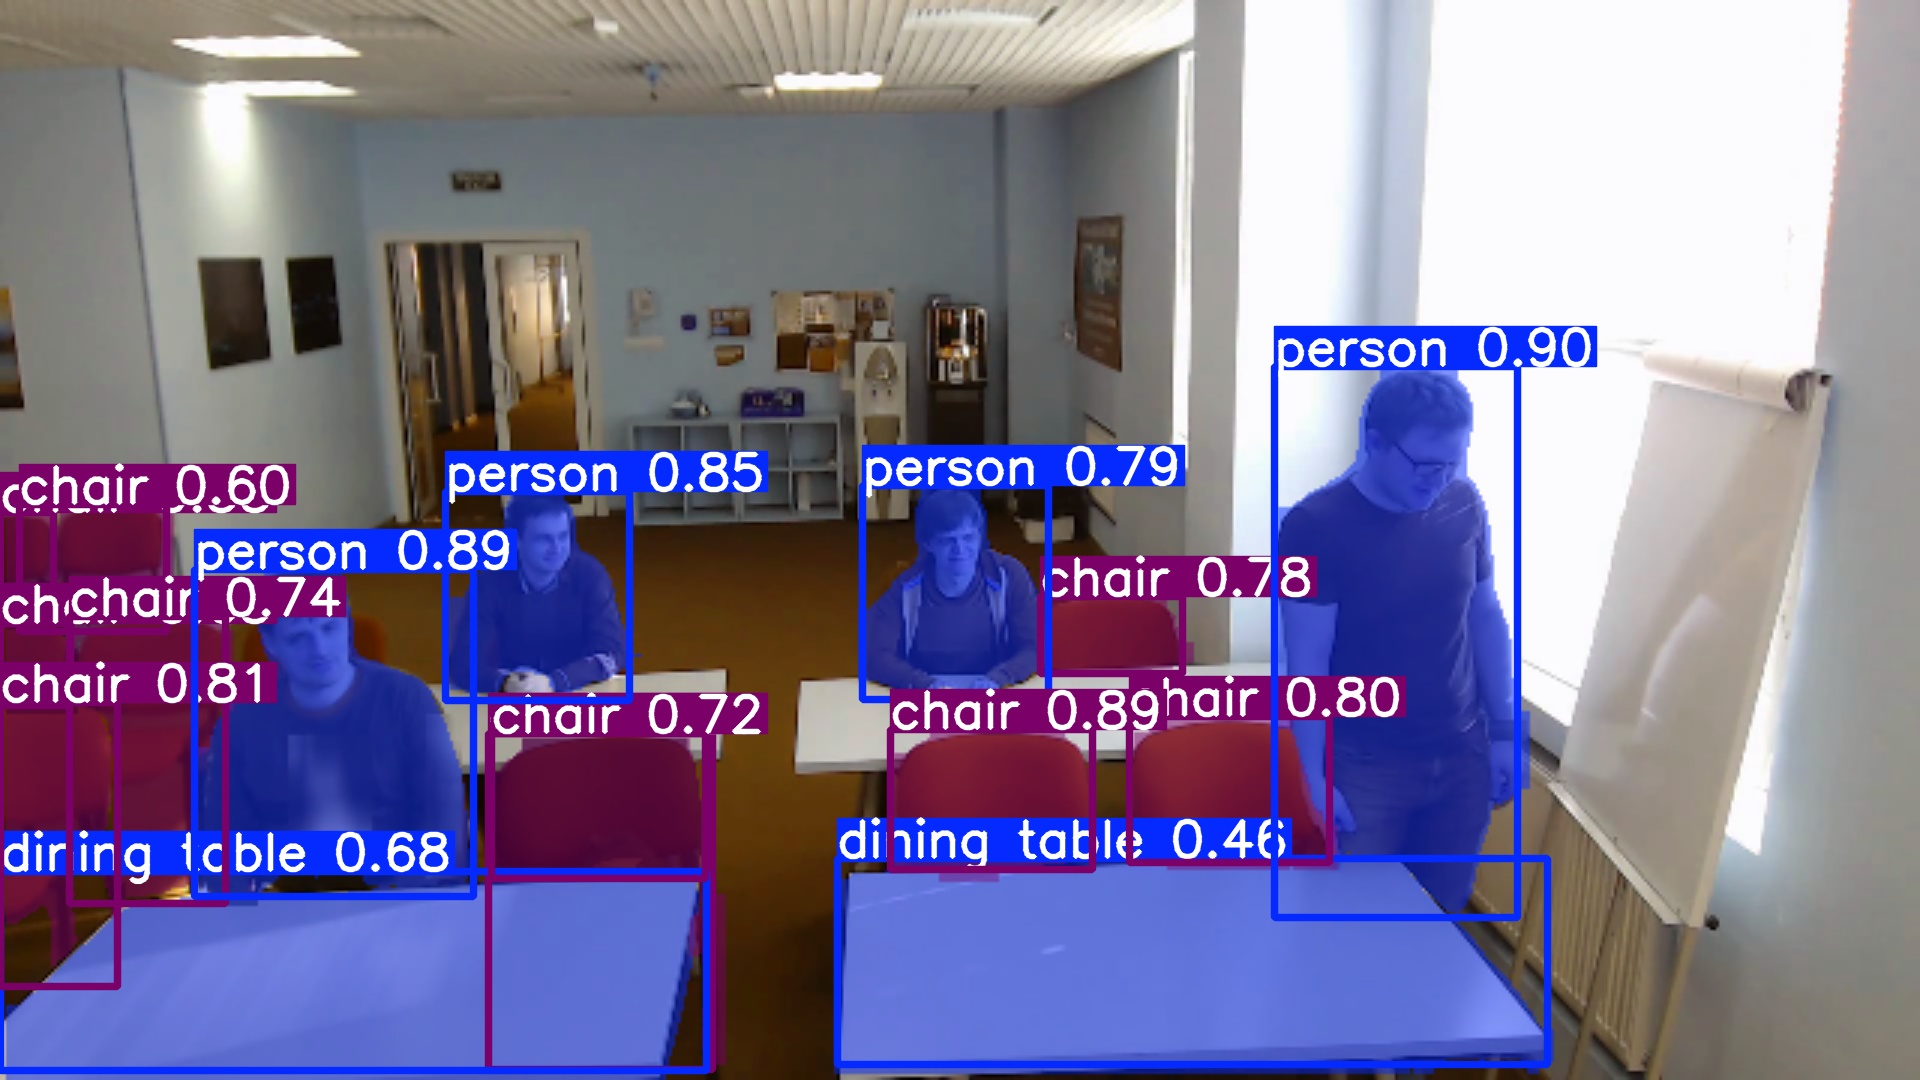 person 0.90
person 0.85
person 0.79
chair 0.60
person 0.89
chair 0.78
chair 0.74
chair 0.81
chair 0.72
chair 0.89
hair 0.80
dining table 0.68
dining table 0.46